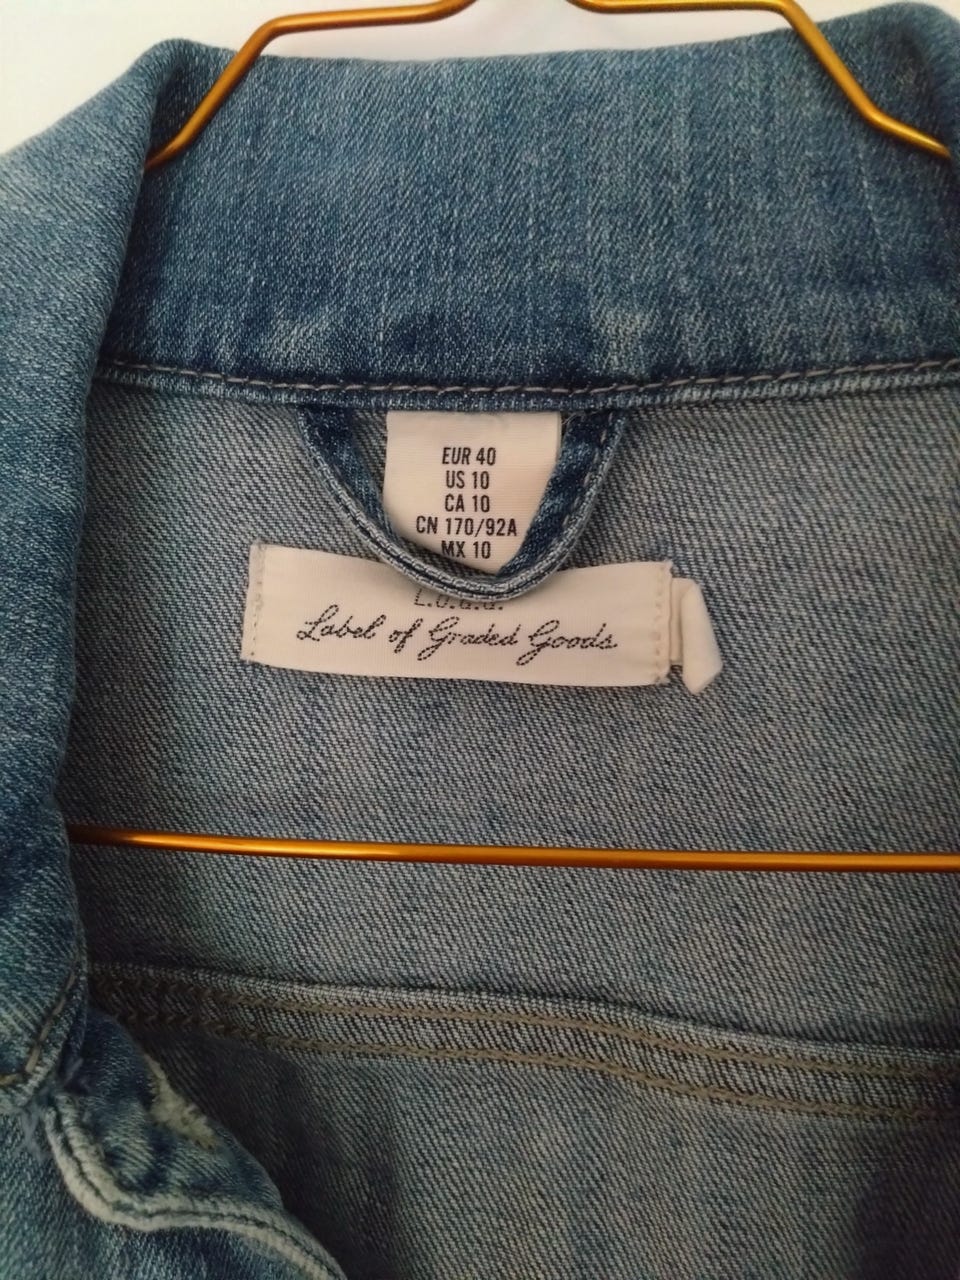 EUR 40
US 10
CA 10
CN 170/92A
MX 10
L.O.G.G.
Label of Graded Goods